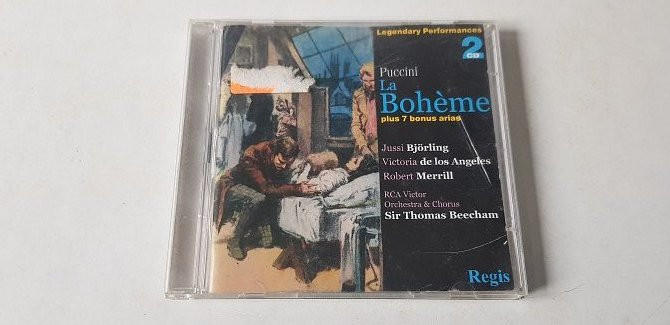 Legendary Performances
2
CD
Puccini
La
Bohème
plus 7 bonus arias
Jussi Björling
Victoria de los Angeles
Robert Merrill
RCA Victor
Orchestra & Chorus
Sir Thomas Beecham
Regis